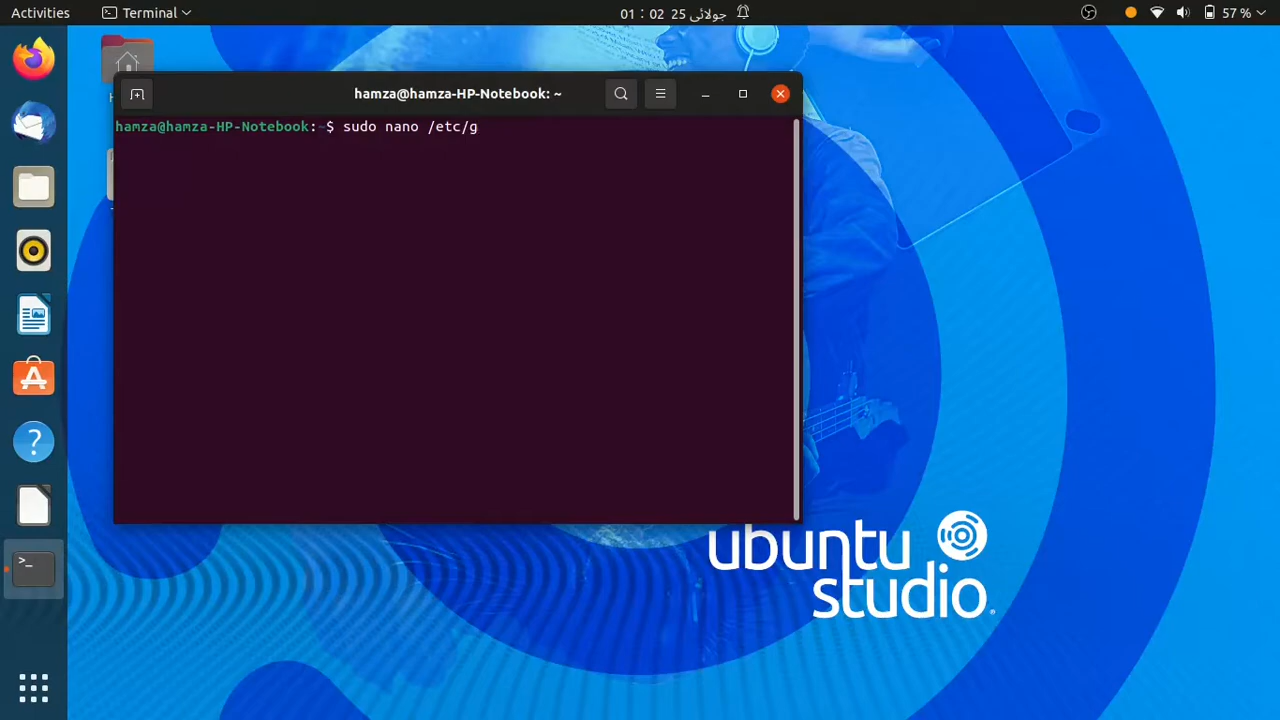 Activities
Terminal
01 : 02 25 جولائی
57 %
hamza@hamza-HP-Notebook: ~
hamza@hamza-HP-Notebook:~$ sudo nano /etc/g
ubuntu
studio